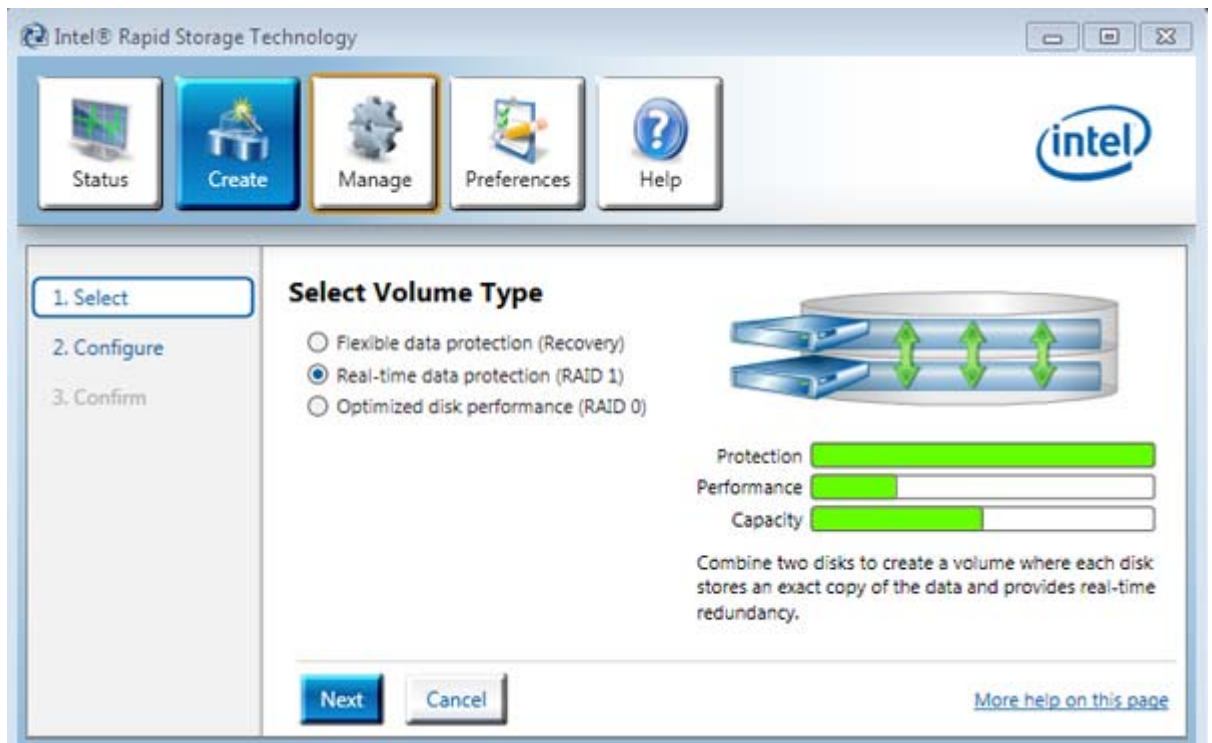 Intel® Rapid Storage Technology
Status
Create
Manage
Preferences
Help
intel
1. Select
2. Configure
3. Confirm
Select Volume Type
Flexible data protection (Recovery)
Real-time data protection (RAID 1)
Optimized disk performance (RAID 0)
Protection
Performance
Capacity
Combine two disks to create a volume where each disk
stores an exact copy of the data and provides real-time
redundancy.
Next
Cancel
More help on this page